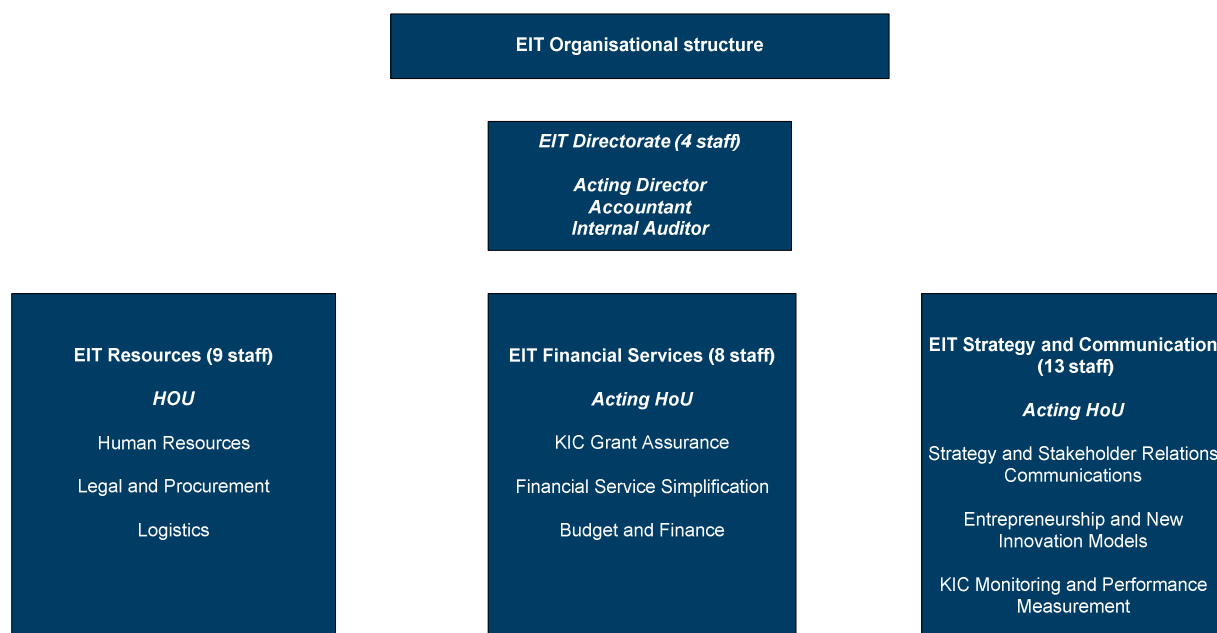 EIT Organisational structure
EIT Directorate (4 staff)
Acting Director
Accountant
Internal Auditor
EIT Resources (9 staff)
HOU
Human Resources
Legal and Procurement
Logistics
EIT Financial Services (8 staff)
Acting HoU
KIC Grant Assurance
Financial Service Simplification
Budget and Finance
EIT Strategy and Communication
(13 staff)
Acting HoU
Strategy and Stakeholder Relations
Communications
Entrepreneurship and New
Innovation Models
KIC Monitoring and Performance
Measurement